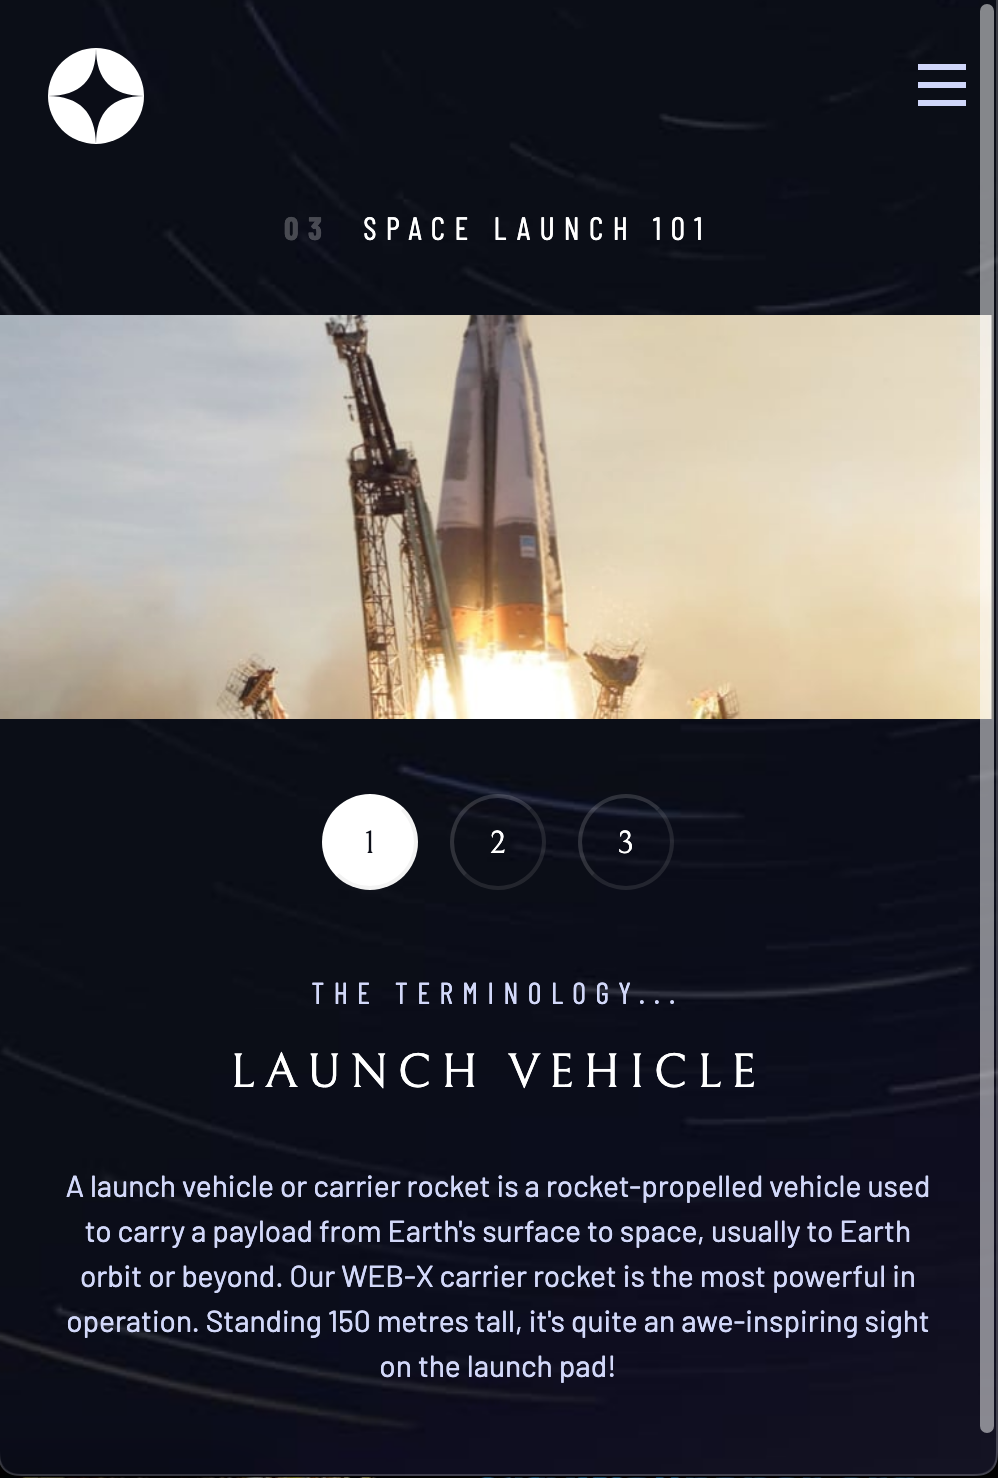 03 SPACE LAUNCH 101
1 2 3
THE TERMINOLOGY...
LAUNCH VEHICLE
A launch vehicle or carrier rocket is a rocket-propelled vehicle used
to carry a payload from Earth's surface to space, usually to Earth
orbit or beyond. Our WEB-X carrier rocket is the most powerful in
operation. Standing 150 metres tall, it's quite an awe-inspiring sight
on the launch pad!